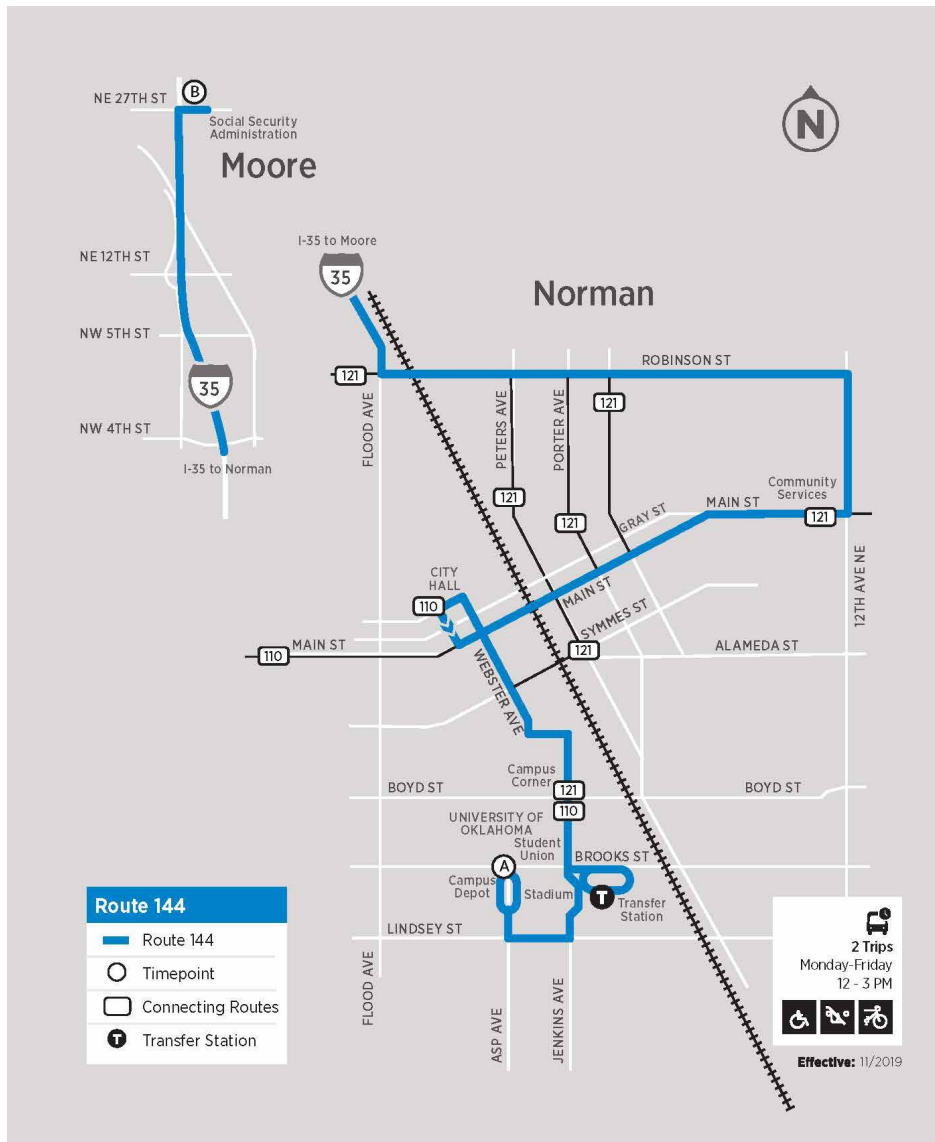 NE 27TH ST
B
Social Security
Administration
Moore
N
NE 12TH ST
I-35 to Moore
35
Norman
NW 5TH ST
35
NW 4TH ST
I-35 to Norman
ROBINSON ST
121
121
FLOOD AVE
PETERS AVE
PORTER AVE
121
121
GRAY ST
MAIN ST
Community
Services
121
12TH AVE NE
CITY
HALL
110
MAIN ST
SYMMES ST
MAIN ST
110
121
ALAMEDA ST
WEBSTER AVE
Campus
Corner
121
BOYD ST
BOYD ST
110
UNIVERSITY OF
OKLAHOMA
Student
Union
BROOKS ST
A
Campus
Depot
Stadium
T
Transfer
Station
LINDSEY ST
FLOOD AVE
ASP AVE
JENKINS AVE
Route 144
Route 144
Timepoint
Connecting Routes
T Transfer Station
2 Trips
Monday-Friday
12 - 3 PM
Effective: 11/2019